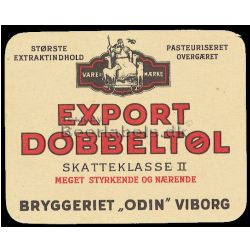 STØRSTE
EXTRAKTINDHOLD
PASTEURISERET
OVERGÆRET
VARE MÆRKE
EXPORT
DOBBELTØL
SKATTEKLASSE II
MEGET STYRKENDE OG NÆRENDE
BRYGGERIET „ODIN” VIBORG